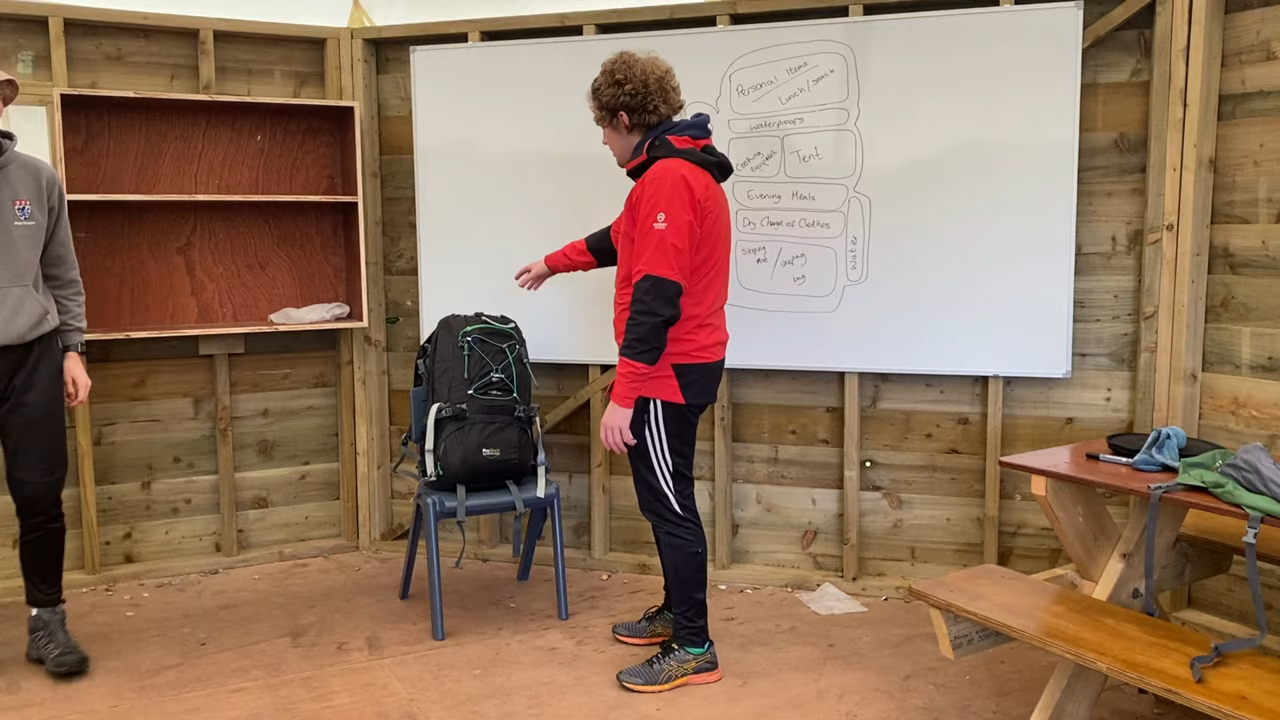 Personal Items
Lunch/snack
Waterproofs
Cooking
equipment
Tent
Evening Meals
Dry Change of Clothes
Sleeping
mat
/ sleeping
bag
Water